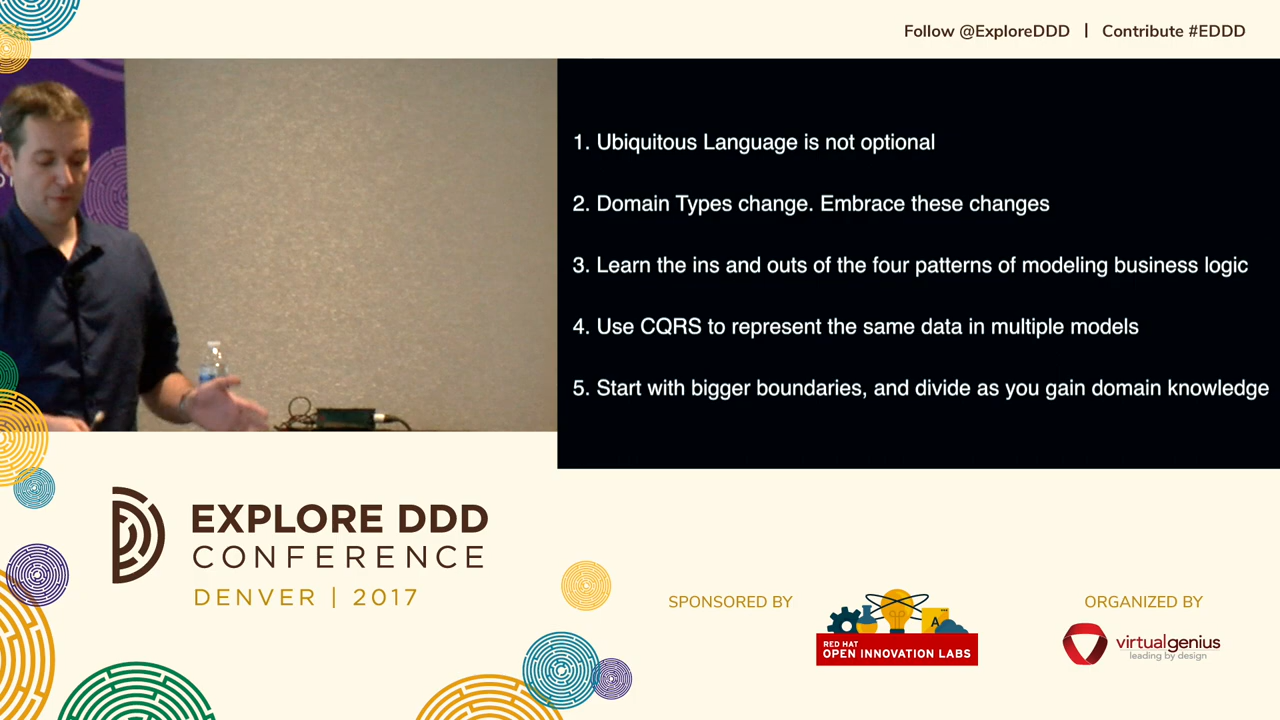 Follow @ExploreDDD | Contribute #EDDD
1. Ubiquitous Language is not optional
2. Domain Types change. Embrace these changes
3. Learn the ins and outs of the four patterns of modeling business logic
4. Use CQRS to represent the same data in multiple models
5. Start with bigger boundaries, and divide as you gain domain knowledge
EXPLORE DDD
CONFERENCE
DENVER | 2017
SPONSORED BY
A
RED HAT
OPEN INNOVATION LABS
ORGANIZED BY
virtualgenius
leading by design